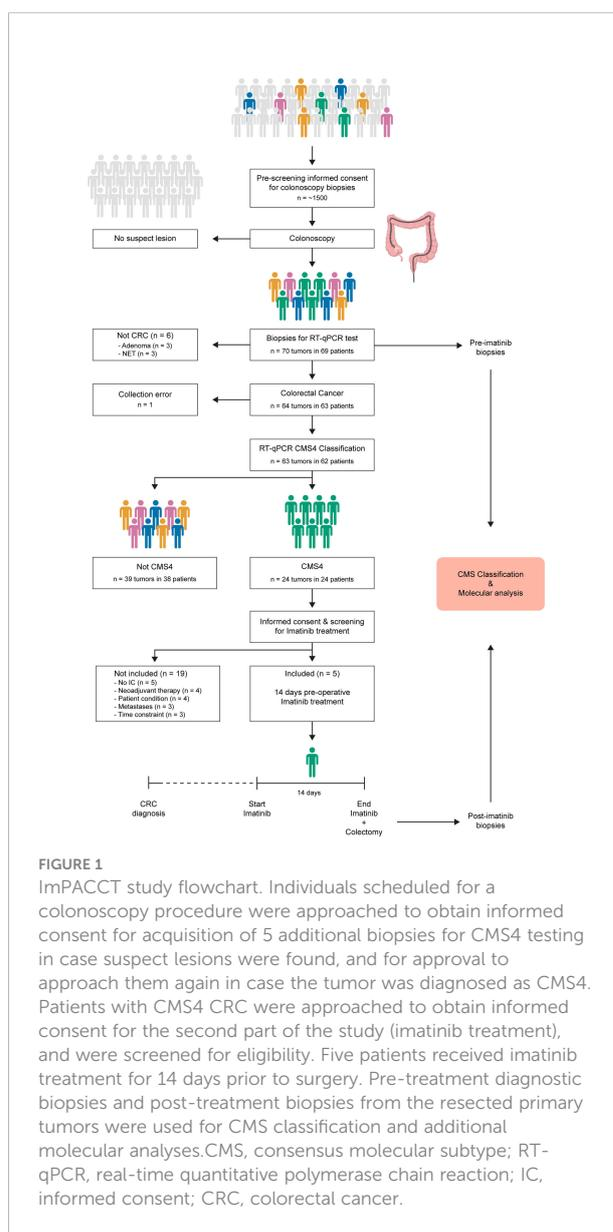 Pre-screening informed consent
for colonoscopy biopsies
n = ~1500
No suspect lesion
Colonoscopy
Not CRC (n = 6)
- Adenoma (n = 3)
- NET (n = 3)
Biopsies for RT-qPCR test
n = 70 tumors in 69 patients
Pre-imatinib
biopsies
Collection error
n = 1
Colorectal Cancer
n = 64 tumors in 63 patients
RT-qPCR CMS4 Classification
n = 63 tumors in 62 patients
Not CMS4
n = 39 tumors in 38 patients
CMS4
n = 24 tumors in 24 patients
CMS Classification
&
Molecular analysis
Informed consent & screening
for Imatinib treatment
Not included (n = 19)
- No IC (n = 5)
- Neoadjuvant therapy (n = 4)
- Patient condition (n = 4)
- Metastases (n = 3)
- Time constraint (n = 3)
Included (n = 5)
14 days pre-operative
Imatinib treatment
14 days
CRC
diagnosis
Start
Imatinib
End
Imatinib
+
Colectomy
Post-imatinib
biopsies
FIGURE 1
ImPACCT study flowchart. Individuals scheduled for a
colonoscopy procedure were approached to obtain informed
consent for acquisition of 5 additional biopsies for CMS4 testing
in case suspect lesions were found, and for approval to
approach them again in case the tumor was diagnosed as CMS4.
Patients with CMS4 CRC were approached to obtain informed
consent for the second part of the study (imatinib treatment),
and were screened for eligibility. Five patients received imatinib
treatment for 14 days prior to surgery. Pre-treatment diagnostic
biopsies and post-treatment biopsies from the resected primary
tumors were used for CMS classification and additional
molecular analyses.CMS, consensus molecular subtype; RT-
qPCR, real-time quantitative polymerase chain reaction; IC,
informed consent; CRC, colorectal cancer.